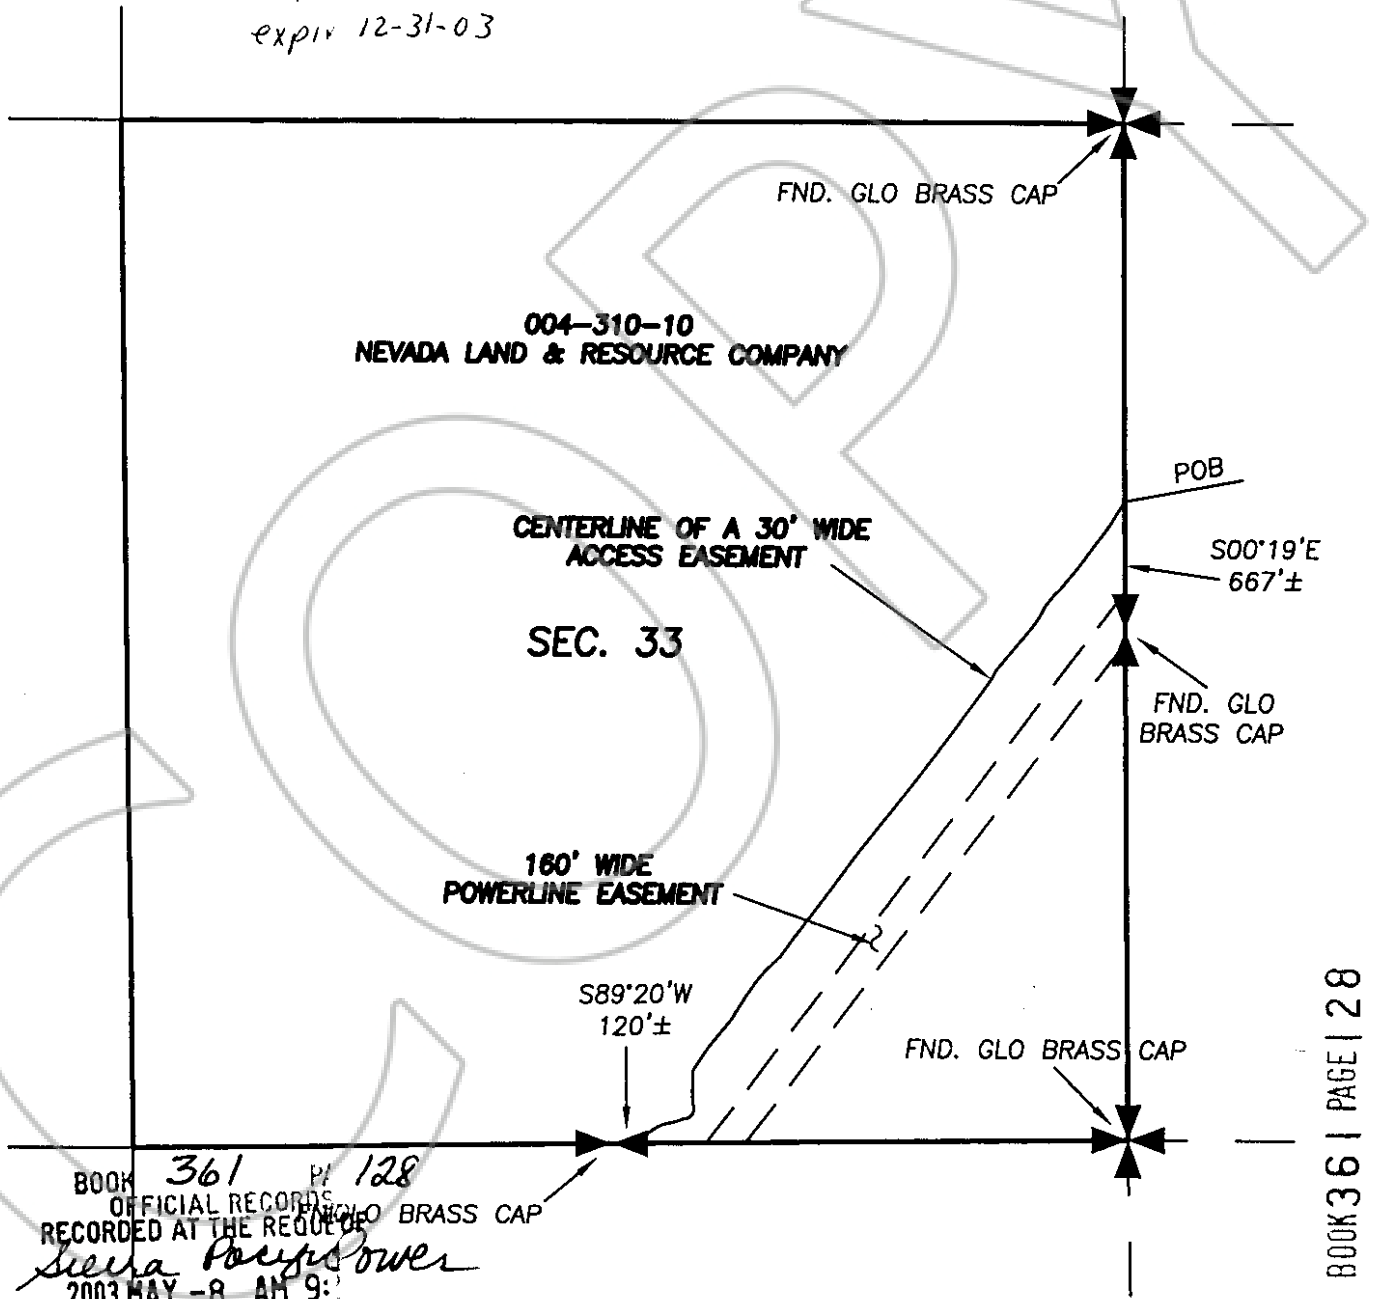 expir 12-31-03
FND. GLO BRASS CAP
004-310-10
NEVADA LAND & RESOURCE COMPANY
POB
CENTERLINE OF A 30' WIDE
ACCESS EASEMENT
S00°19'E
667'±
SEC. 33
FND. GLO
BRASS CAP
160' WIDE
POWERLINE EASEMENT
S89°20'W
120'±
FND. GLO BRASS CAP
BOOK 361 128
OFFICIAL RECORDS
GLO BRASS CAP
RECORDED AT THE REQUE OF
Sierra Pacific Power
2003 MAY -8 AM 9:
BOOK 361 PAGE 128
COPY